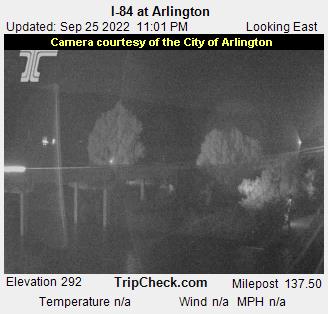 I-84 at Arlington
Updated: Sep 25 2022 11:01 PM Looking East
Camera courtesy of the City of Arlington
Elevation 292 TripCheck.com Milepost 137.50
Temperature n/a Wind n/a MPH n/a